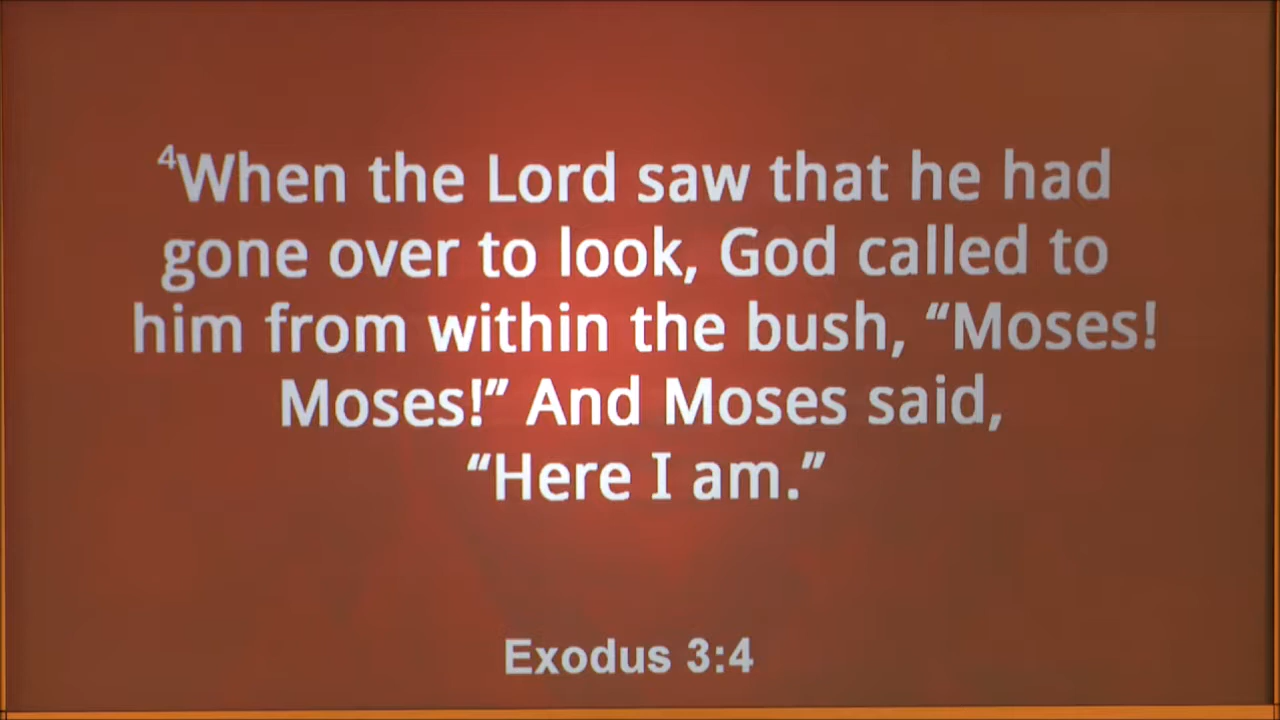 ⁴When the Lord saw that he had
gone over to look, God called to
him from within the bush, “Moses!
Moses!” And Moses said,
“Here I am.”
Exodus 3:4